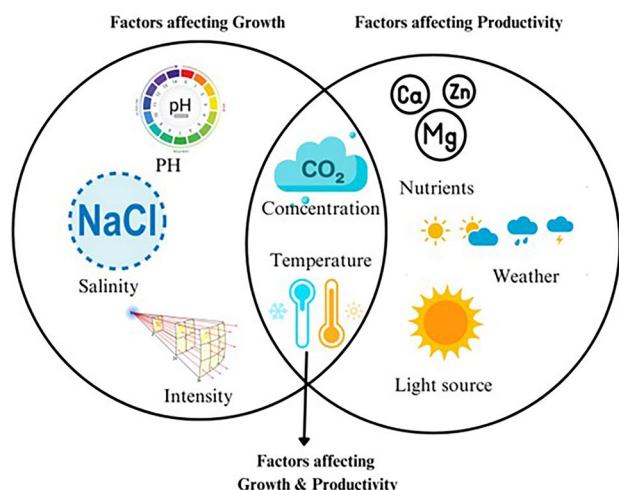 Factors affecting Growth
Factors affecting Productivity
pH
PH
NaCl
Salinity
Intensity
CO₂
Comcentration
Temperature
Ca
Zn
Mg
Nutrients
Weather
Light source
Factors affecting
Growth & Productivity